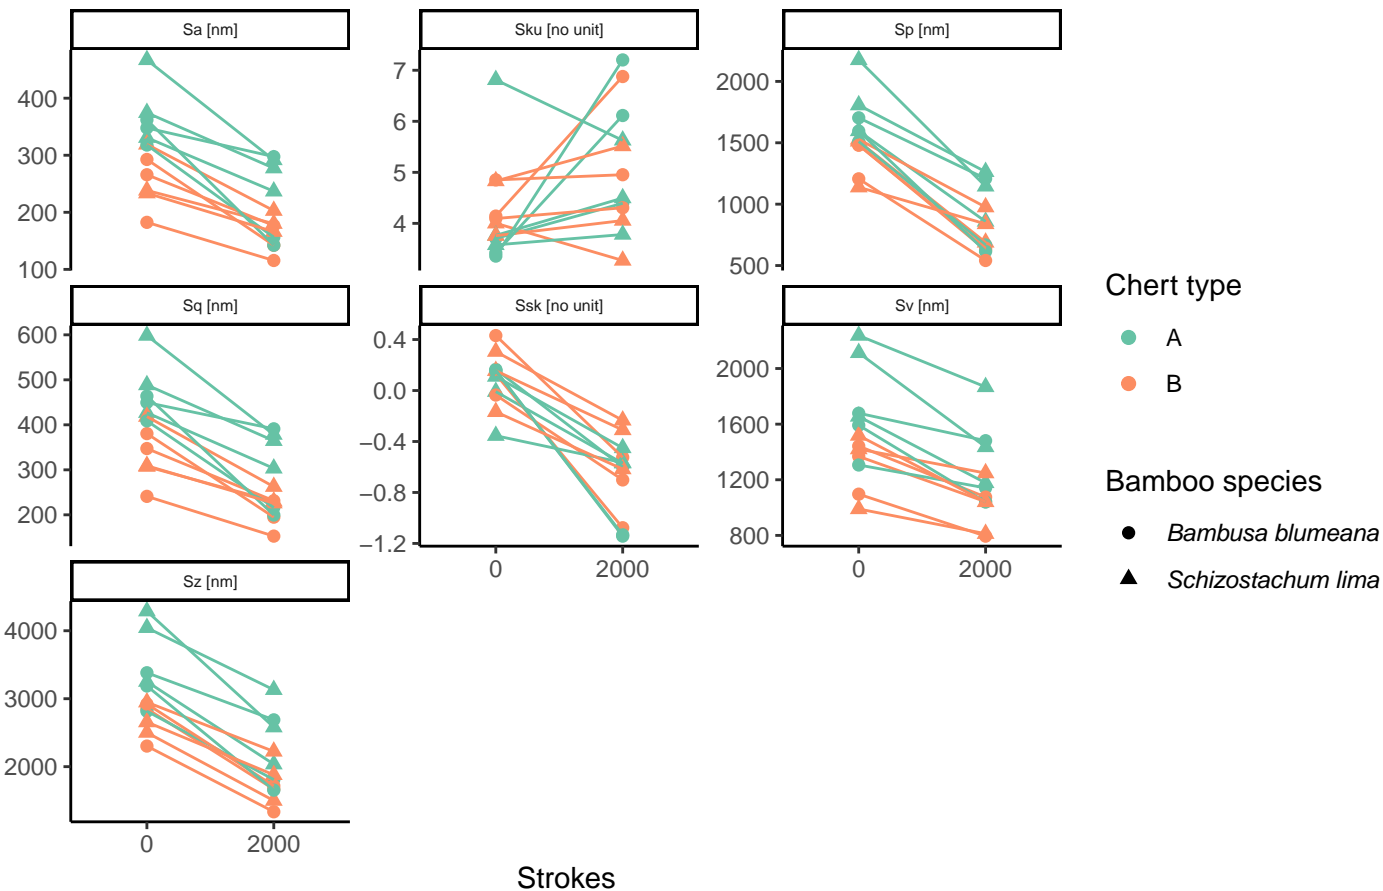 Sa [nm]
Sku [no unit]
Sp [nm]
400
300
200
100
7
6
5
4
2000
1500
1000
500
Sq [nm]
Ssk [no unit]
Sv [nm]
600
500
400
300
200
0.4
0.0
−0.4
−0.8
−1.2
0
2000
2000
1600
1200
800
0
2000
Sz [nm]
4000
3000
2000
0
2000
Strokes
Chert type
A
B
Bamboo species
Bambusa blumeana
Schizostachum lima